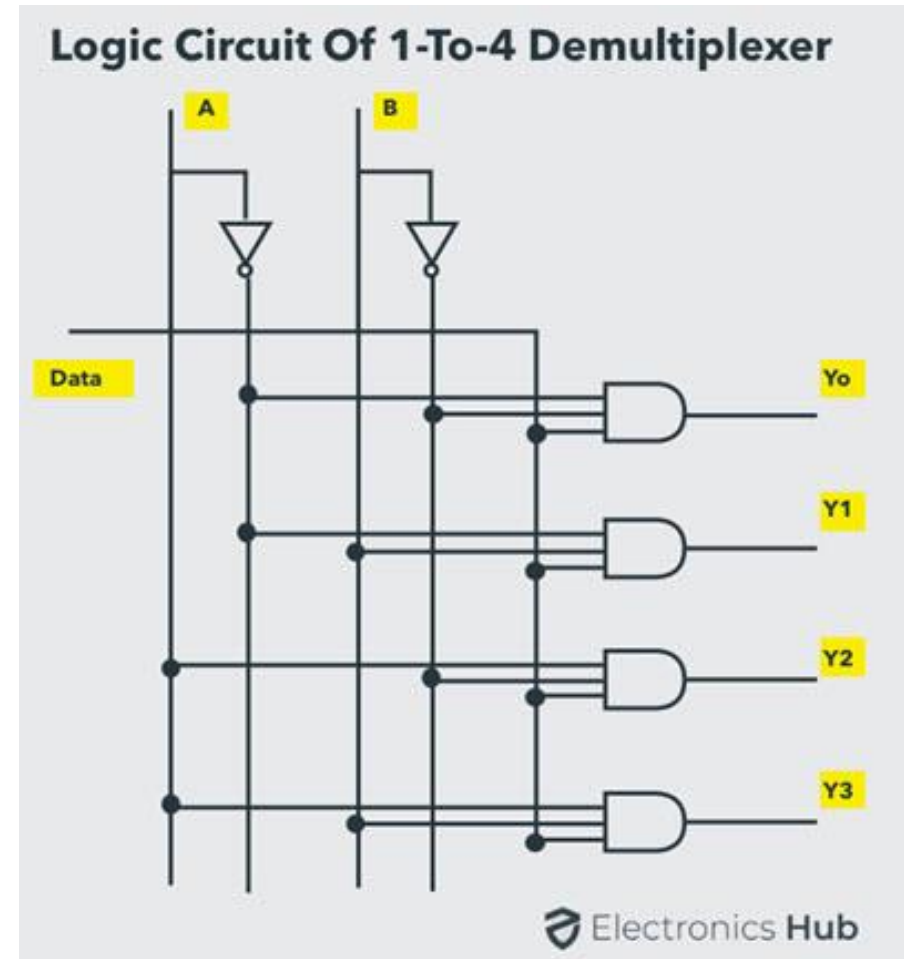 Logic Circuit Of 1-To-4 Demultiplexer
A
B
Data
Yo
Y1
Y2
Y3
Electronics Hub